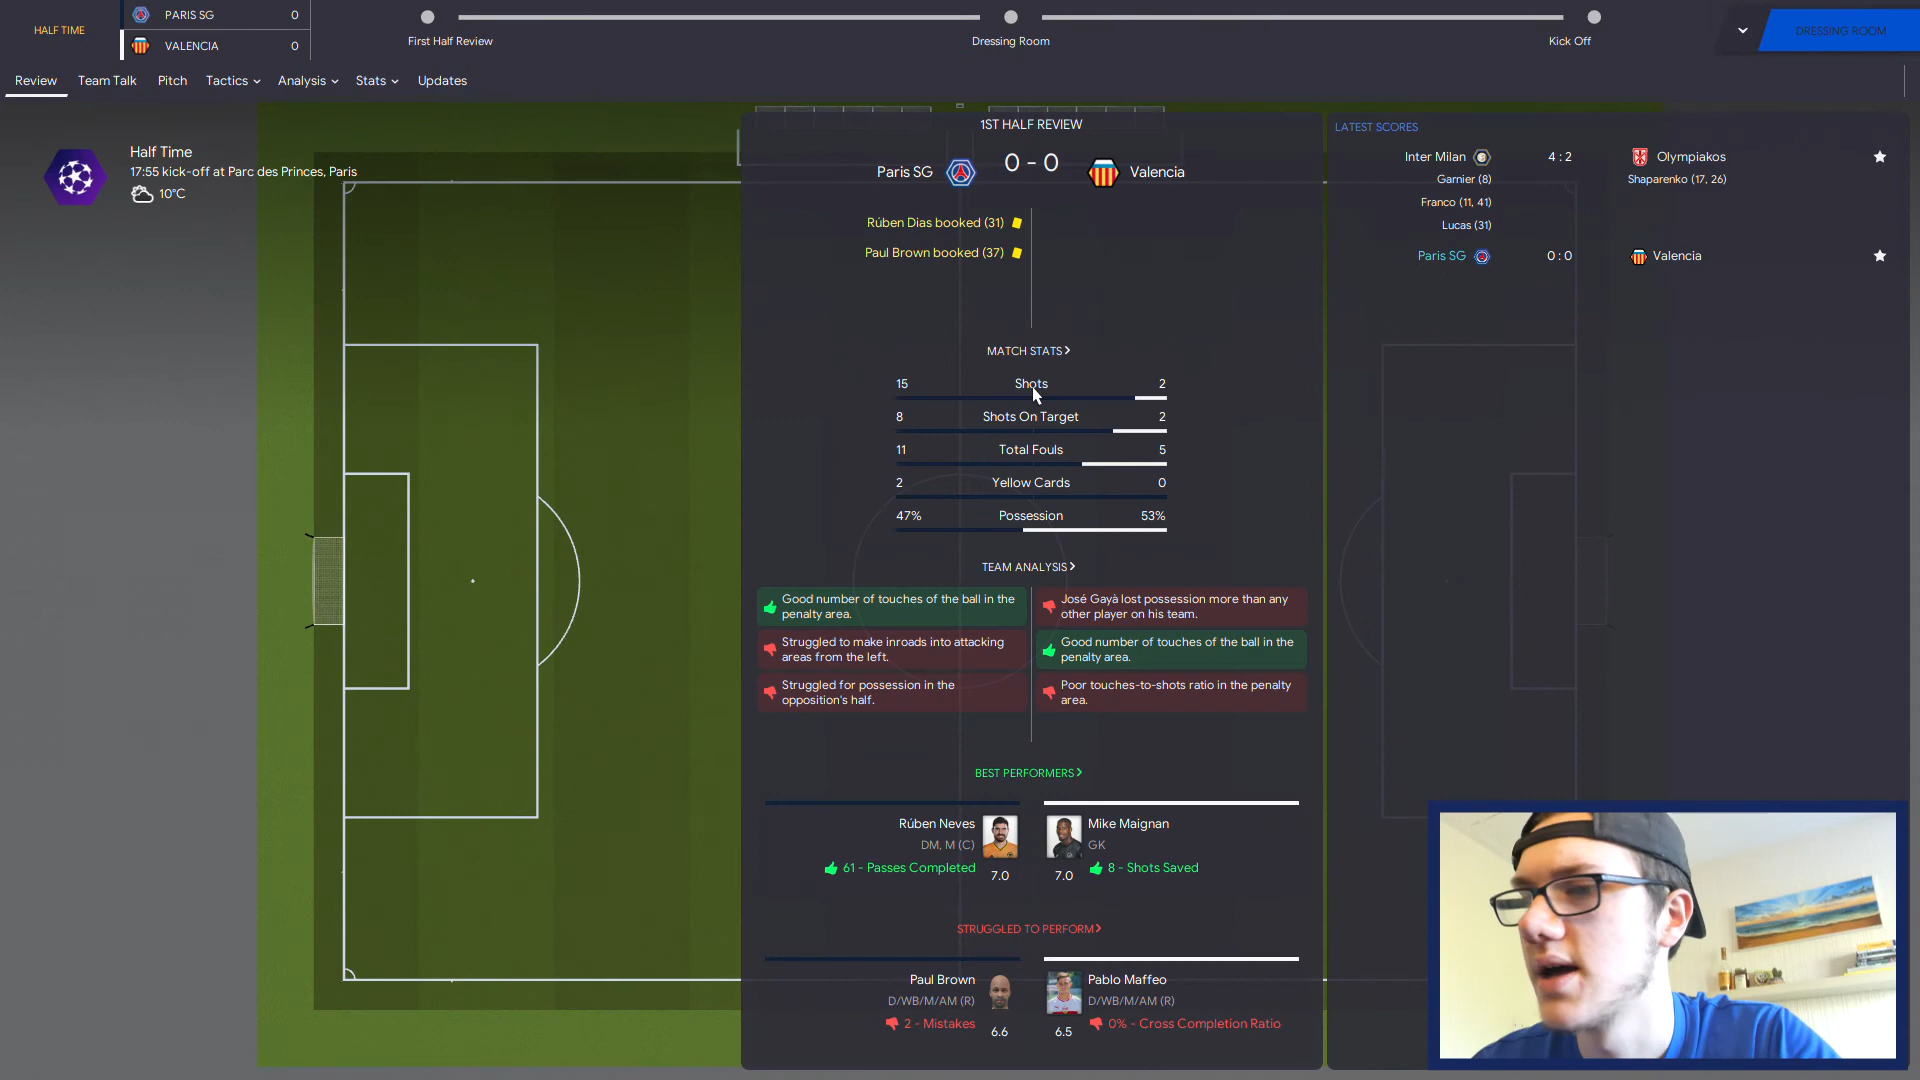 HALF TIME
PARIS SG 0
VALENCIA 0
First Half Review
Dressing Room
Kick Off
DRESSING ROOM
Review Team Talk Pitch Tactics Analysis Stats Updates
Half Time
17:55 kick-off at Parc des Princes, Paris
10°C
1ST HALF REVIEW
Paris SG 0 - 0 Valencia
Rúben Dias booked (31)
Paul Brown booked (37)
MATCH STATS
15 Shots 2
8 Shots On Target 2
11 Total Fouls 5
2 Yellow Cards 0
47% Possession 53%
TEAM ANALYSIS
Good number of touches of the ball in the
penalty area.
José Gayà lost possession more than any
other player on his team.
Struggled to make inroads into attacking
areas from the left.
Good number of touches of the ball in the
penalty area.
Struggled for possession in the
opposition's half.
Poor touches-to-shots ratio in the penalty
area.
BEST PERFORMERS
Rúben Neves
DM, M (C)
61 - Passes Completed
7.0
Mike Maignan
GK
8 - Shots Saved
7.0
STRUGGLED TO PERFORM
Paul Brown
D/WB/M/AM (R)
2 - Mistakes
6.6
Pablo Maffeo
D/WB/M/AM (R)
0% - Cross Completion Ratio
6.5
LATEST SCORES
Inter Milan 4 : 2 Olympiakos
Garnier (8)
Shaparenko (17, 26)
Franco (11, 41)
Lucas (31)
Paris SG 0 : 0 Valencia